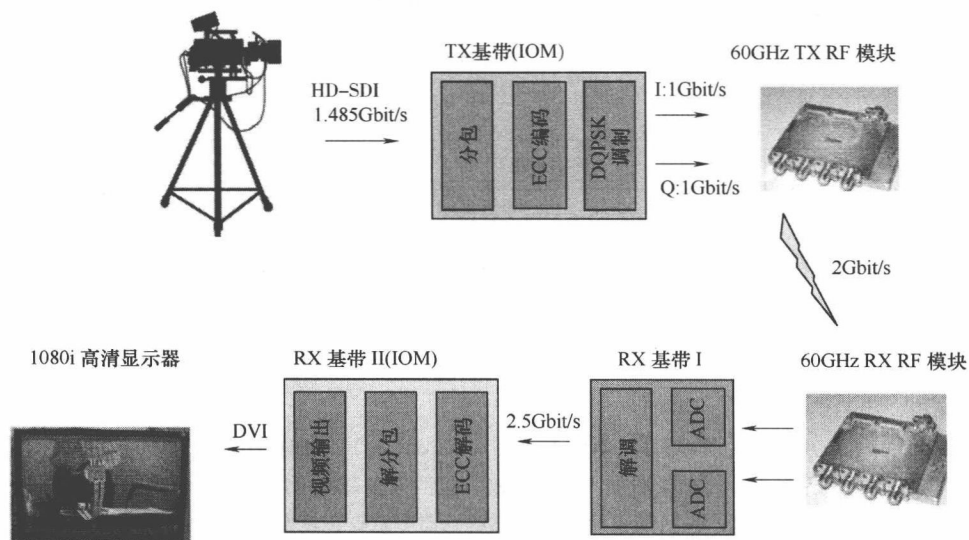 TX基带(IOM)
60GHz TX RF 模块
HD-SDI
1.485Gbit/s
分包
ECC编码
DQPSK
调制
I:1Gbit/s
Q:1Gbit/s
2Gbit/s
1080i 高清显示器
RX 基带 II(IOM)
RX 基带 I
60GHz RX RF 模块
DVI
视频输出
解分包
ECC解码
2.5Gbit/s
解调
ADC
ADC